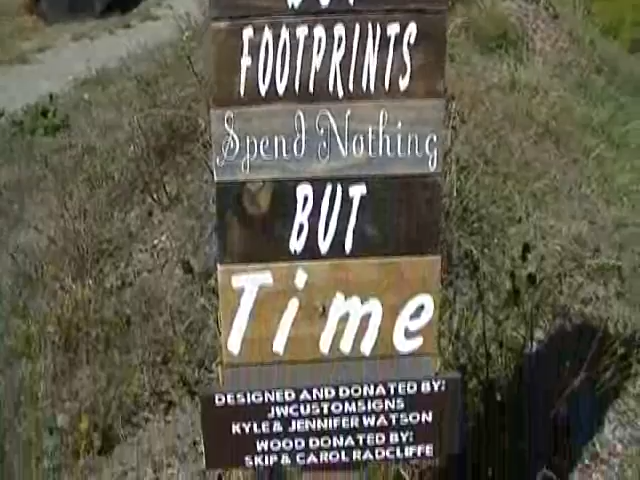 BUT
FOOTPRINTS
Spend Nothing
BUT
Time
DESIGNED AND DONATED BY:
JWCUSTOMSIGNS
KYLE & JENNIFER WATSON
WOOD DONATED BY:
SKIP & CAROL RADCLIFFE